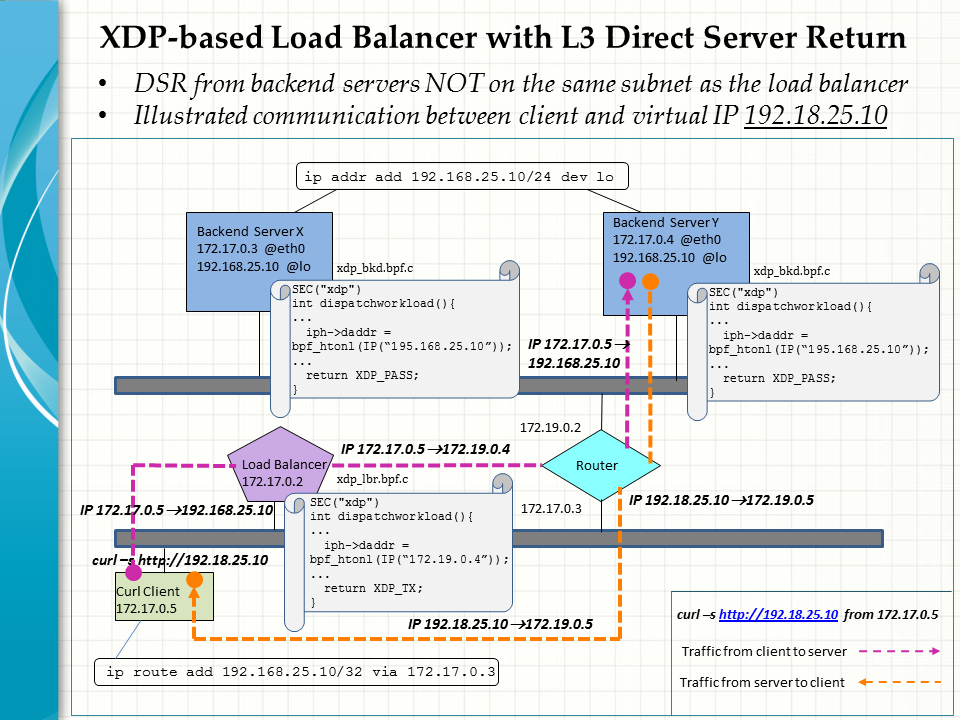 XDP-based Load Balancer with L3 Direct Server Return
• DSR from backend servers NOT on the same subnet as the load balancer
• Illustrated communication between client and virtual IP 192.18.25.10
ip addr add 192.168.25.10/24 dev lo
Backend Server X
172.17.0.3 @eth0
192.168.25.10 @lo
xdp_bkd.bpf.c
SEC("xdp")
int dispatchworkload(){
...
iph->daddr =
bpf_htonl(IP(“195.168.25.10”));
...
return XDP_PASS;
}
Backend Server Y
172.17.0.4 @eth0
192.168.25.10 @lo
xdp_bkd.bpf.c
SEC("xdp")
int dispatchworkload(){
...
iph->daddr =
bpf_htonl(IP(“195.168.25.10”));
...
return XDP_PASS;
}
IP 172.17.0.5→
192.168.25.10
172.19.0.2
IP 172.17.0.5→172.19.0.4
Load Balancer
172.17.0.2
Router
xdp_lbr.bpf.c
SEC("xdp")
int dispatchworkload(){
...
iph->daddr =
bpf_htonl(IP(“172.19.0.4”));
...
return XDP_TX;
}
IP 192.18.25.10→172.19.0.5
172.17.0.3
IP 172.17.0.5→192.168.25.10
curl –s http://192.18.25.10
Curl Client
172.17.0.5
IP 192.18.25.10→172.19.0.5
ip route add 192.168.25.10/32 via 172.17.0.3
curl –s http://192.18.25.10 from 172.17.0.5
Traffic from client to server
Traffic from server to client